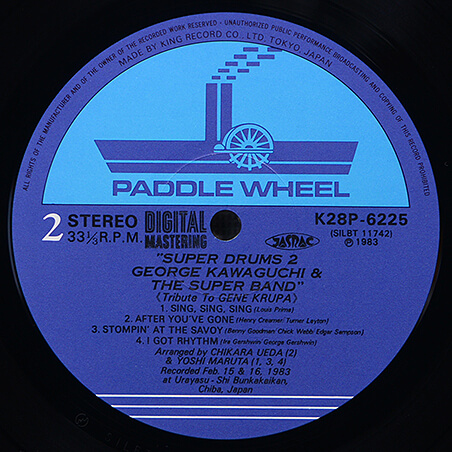 ALL RIGHTS OF THE MANUFACTURER AND OF THE OWNER OF THE RECORDED WORK RESERVED - UNAUTHORIZED PUBLIC PERFORMANCE BROADCASTING AND COPYING OF THIS RECORD PROHIBITED
MADE BY KING RECORD CO., LTD. TOKYO, JAPAN
PADDLE WHEEL
2 STEREO
33⅓ R.P.M.
DIGITAL
MASTERING
JASRAC
K28P-6225
(SILBT 11742)
Ⓟ 1983
"SUPER DRUMS 2
GEORGE KAWAGUCHI &
THE SUPER BAND"
〈Tribute To GENE KRUPA〉
1. SING, SING, SING (Louis Prima)
2. AFTER YOU'VE GONE (Henry Creamer/Turner Layton)
3. STOMPIN' AT THE SAVOY (Benny Goodman/Chick Webb/Edgar Sampson)
4. I GOT RHYTHM (Ira Gershwin/George Gershwin)
Arranged by CHIKARA UEDA (2)
& YOSHI MARUTA (1, 3, 4)
Recorded Feb. 15 & 16, 1983
at Urayasu-Shi Bunkakaikan,
Chiba, Japan